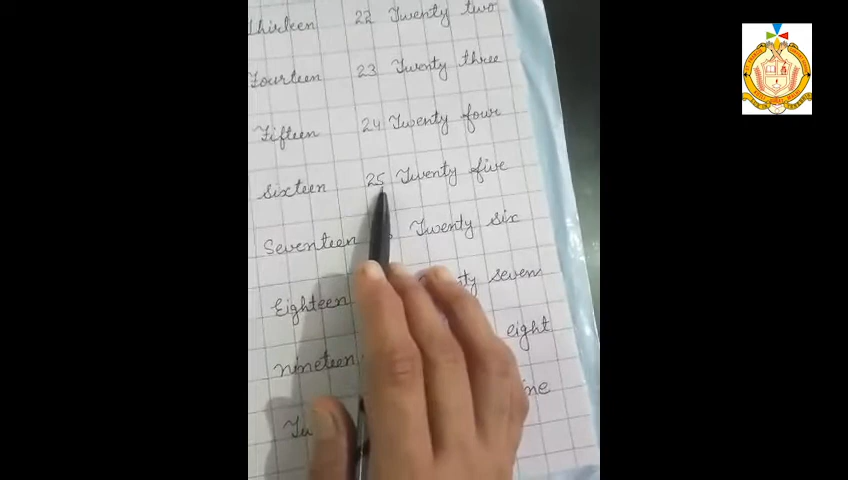 Thirteen 22 Twenty two
Fourteen 23 Twenty three
Fifteen 24 Twenty four
Sixteen 25 Twenty five
Seventeen Twenty six
Eighteen seven
nineteen eight